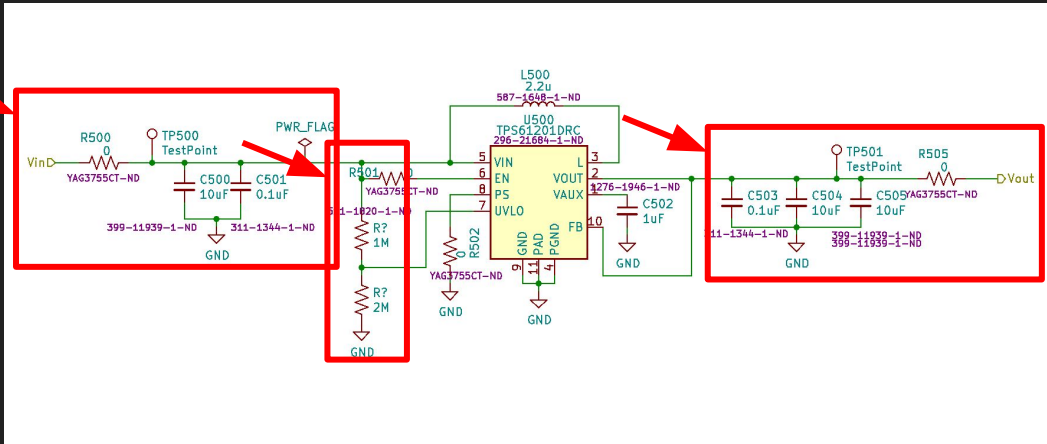 L500
2.2u
587-1648-1-ND
U500
TPS61201DRC
296-21684-1-ND
PWR_FLAG
R500
0
TP500
TestPoint
Vin
YAG3755CT-ND
C500
10uF
C501
0.1uF
399-11939-1-ND
311-1344-1-ND
GND
R501
0
YAG3755CT-ND
R?
1M
R?
2M
GND
R502
0
YAG3755CT-ND
GND
5 VIN
6 EN
8 PS
7 UVLO
L 3
VOUT 2
VAUX 1
FB 10
GND
PAD
PGND
9
11
4
GND
1276-1946-1-ND
C502
1uF
GND
TP501
TestPoint
R505
0
Vout
YAG3755CT-ND
C503
0.1uF
C504
10uF
C505
10uF
11-1344-1-ND
399-11939-1-ND
399-11939-1-ND
GND